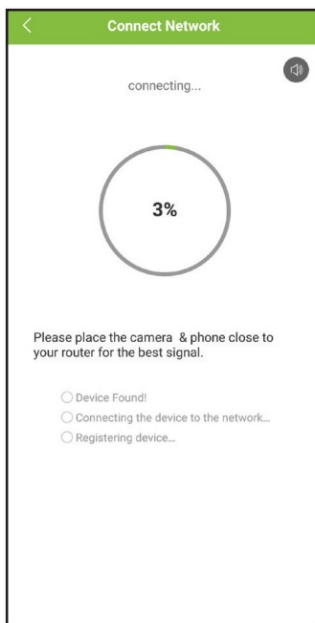 Connect Network
connecting...
3%
Please place the camera & phone close to
your router for the best signal.
Device Found!
Connecting the device to the network...
Registering device...